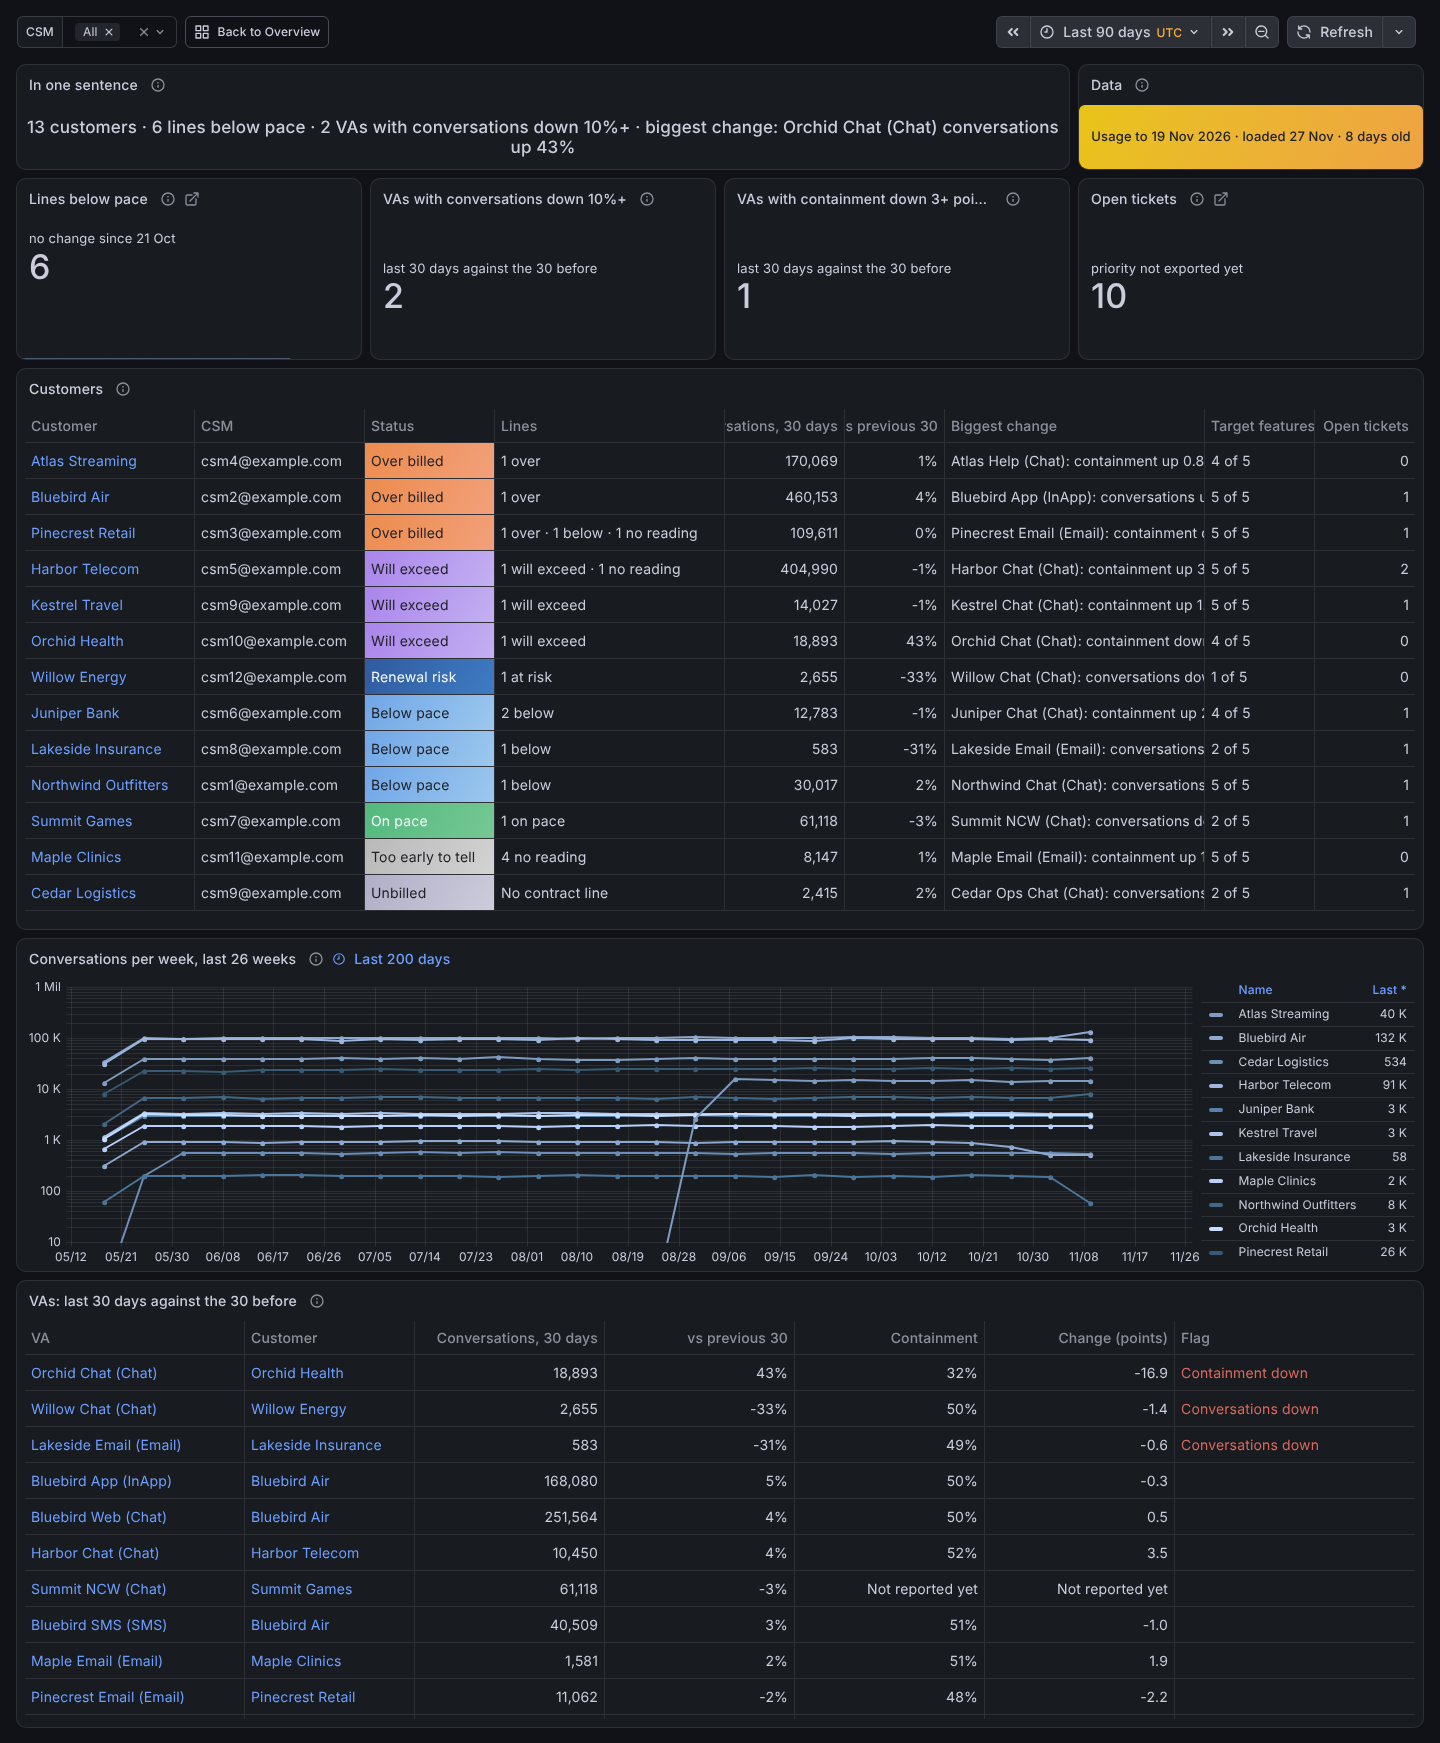 CSM All Back to Overview Last 90 days UTC Refresh
In one sentence
13 customers · 6 lines below pace · 2 VAs with conversations down 10%+ · biggest change: Orchid Chat (Chat) conversations
up 43%
Data
Usage to 19 Nov 2026 · loaded 27 Nov · 8 days old
Lines below pace
no change since 21 Oct
6
VAs with conversations down 10%+
last 30 days against the 30 before
2
VAs with containment down 3+ poi...
last 30 days against the 30 before
1
Open tickets
priority not exported yet
10
Customers
Customer CSM Status Lines sations, 30 days s previous 30 Biggest change Target features Open tickets
Atlas Streaming csm4@example.com Over billed 1 over 170,069 1% Atlas Help (Chat): containment up 0.8 4 of 5 0
Bluebird Air csm2@example.com Over billed 1 over 460,153 4% Bluebird App (InApp): conversations 5 of 5 1
Pinecrest Retail csm3@example.com Over billed 1 over · 1 below · 1 no reading 109,611 0% Pinecrest Email (Email): containment 5 of 5 1
Harbor Telecom csm5@example.com Will exceed 1 will exceed · 1 no reading 404,990 -1% Harbor Chat (Chat): containment up 3 5 of 5 2
Kestrel Travel csm9@example.com Will exceed 1 will exceed 14,027 -1% Kestrel Chat (Chat): containment up 1. 5 of 5 1
Orchid Health csm10@example.com Will exceed 1 will exceed 18,893 43% Orchid Chat (Chat): containment down 4 of 5 0
Willow Energy csm12@example.com Renewal risk 1 at risk 2,655 -33% Willow Chat (Chat): conversations dow 1 of 5 0
Juniper Bank csm6@example.com Below pace 2 below 12,783 -1% Juniper Chat (Chat): containment up 2 4 of 5 1
Lakeside Insurance csm8@example.com Below pace 1 below 583 -31% Lakeside Email (Email): conversations 2 of 5 1
Northwind Outfitters csm1@example.com Below pace 1 below 30,017 2% Northwind Chat (Chat): conversations 5 of 5 1
Summit Games csm7@example.com On pace 1 on pace 61,118 -3% Summit NCW (Chat): conversations d 2 of 5 1
Maple Clinics csm11@example.com Too early to tell 4 no reading 8,147 1% Maple Email (Email): containment up 1 5 of 5 0
Cedar Logistics csm9@example.com Unbilled No contract line 2,415 2% Cedar Ops Chat (Chat): conversations 2 of 5 1
Conversations per week, last 26 weeks Last 200 days
1 Mil
100 K
10 K
1 K
100
10
05/12 05/21 05/30 06/08 06/17 06/26 07/05 07/14 07/23 08/01 08/10 08/19 08/28 09/06 09/15 09/24 10/03 10/12 10/21 10/30 11/08 11/17 11/26
Name Last *
Atlas Streaming 40 K
Bluebird Air 132 K
Cedar Logistics 534
Harbor Telecom 91 K
Juniper Bank 3 K
Kestrel Travel 3 K
Lakeside Insurance 58
Maple Clinics 2 K
Northwind Outfitters 8 K
Orchid Health 3 K
Pinecrest Retail 26 K
VAs: last 30 days against the 30 before
VA Customer Conversations, 30 days vs previous 30 Containment Change (points) Flag
Orchid Chat (Chat) Orchid Health 18,893 43% 32% -16.9 Containment down
Willow Chat (Chat) Willow Energy 2,655 -33% 50% -1.4 Conversations down
Lakeside Email (Email) Lakeside Insurance 583 -31% 49% -0.6 Conversations down
Bluebird App (InApp) Bluebird Air 168,080 5% 50% -0.3
Bluebird Web (Chat) Bluebird Air 251,564 4% 50% 0.5
Harbor Chat (Chat) Harbor Telecom 10,450 4% 52% 3.5
Summit NCW (Chat) Summit Games 61,118 -3% Not reported yet Not reported yet
Bluebird SMS (SMS) Bluebird Air 40,509 3% 51% -1.0
Maple Email (Email) Maple Clinics 1,581 2% 51% 1.9
Pinecrest Email (Email) Pinecrest Retail 11,062 -2% 48% -2.2